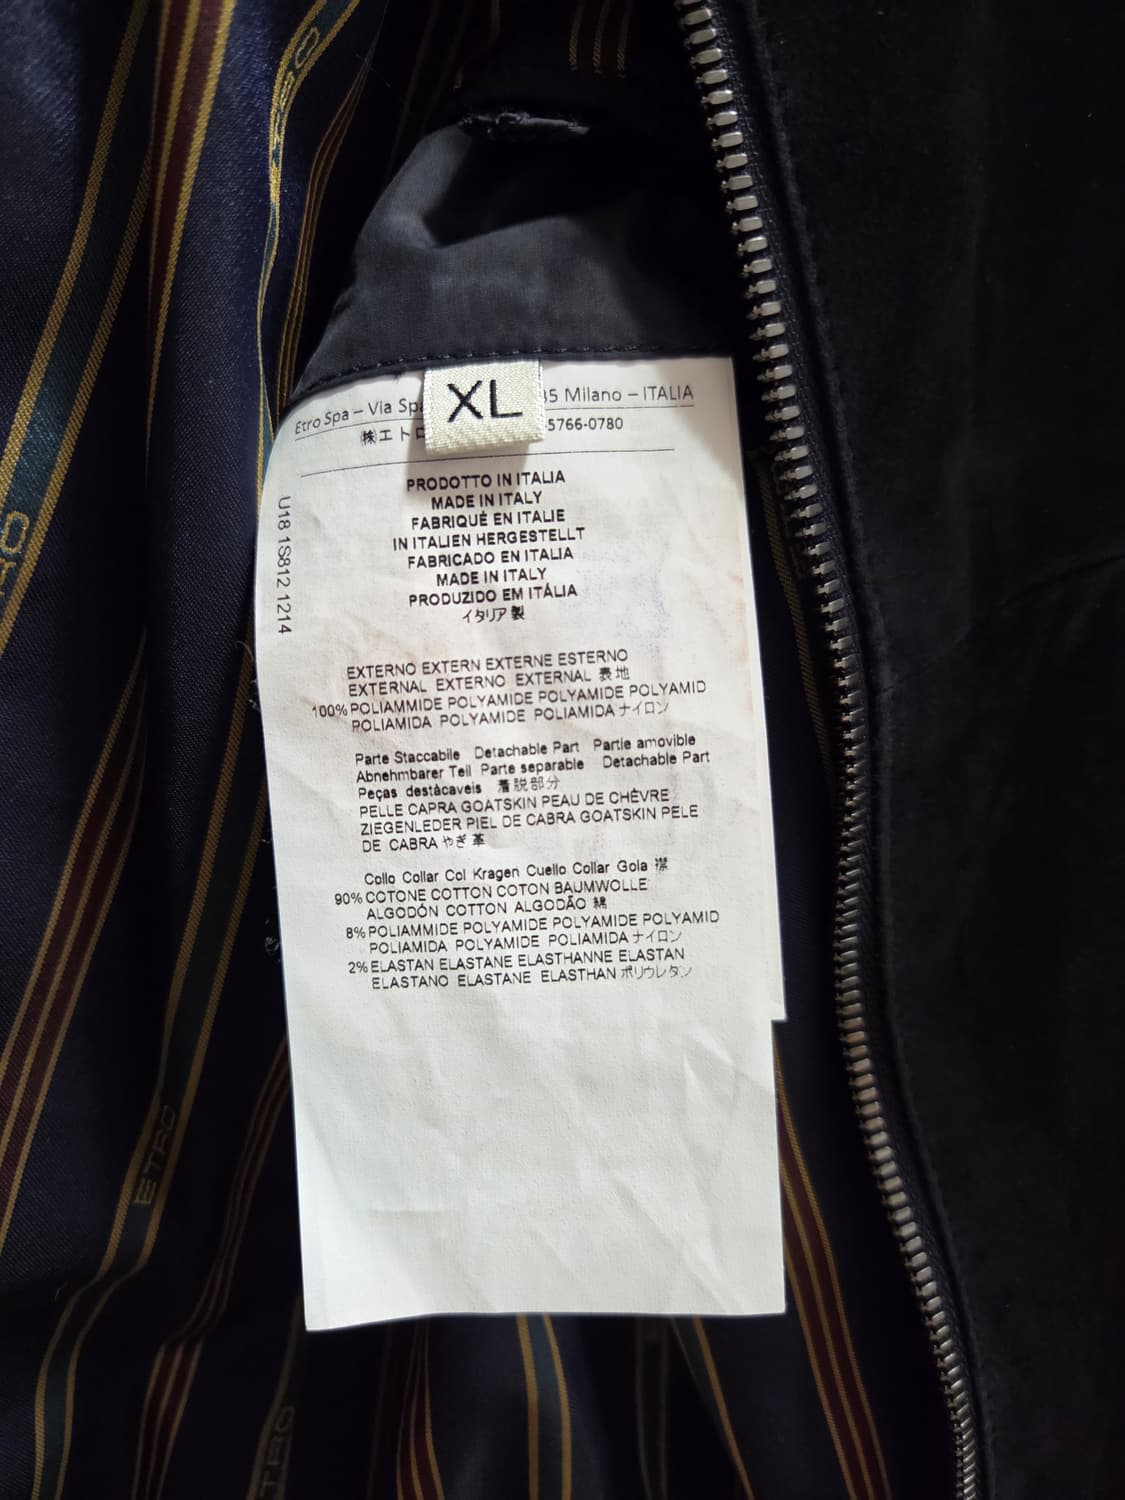 XL
Etro Spa – Via Spa
35 Milano – ITALIA
(株)エトロ
-5766-0780
PRODOTTO IN ITALIA
MADE IN ITALY
FABRIQUÉ EN ITALIE
IN ITALIEN HERGESTELLT
FABRICADO EN ITALIA
MADE IN ITALY
PRODUZIDO EM ITÁLIA
イタリア製
U18 1S812 1214
EXTERNO EXTERN EXTERNE ESTERNO
EXTERNAL EXTERNO EXTERNAL 表地
100% POLIAMMIDE POLYAMIDE POLYAMIDE POLYAMID
POLIAMIDA POLYAMIDE POLIAMIDA ナイロン
Parte Staccabile Detachable Part Partie amovible
Abnehmbarer Teil Parte separable Detachable Part
Peças destàcaveis 着脱部分
PELLE CAPRA GOATSKIN PEAU DE CHÈVRE
ZIEGENLEDER PIEL DE CABRA GOATSKIN PELE
DE CABRA やぎ革
Collo Collar Col Kragen Cuello Collar Gola 襟
90% COTONE COTTON COTON BAUMWOLLE
ALGODÓN COTTON ALGODÃO 綿
8% POLIAMMIDE POLYAMIDE POLYAMIDE POLYAMID
POLIAMIDA POLYAMIDE POLIAMIDA ナイロン
2% ELASTAN ELASTANE ELASTHANNE ELASTAN
ELASTANO ELASTANE ELASTHAN ポリウレタン
ETRO
ETRO